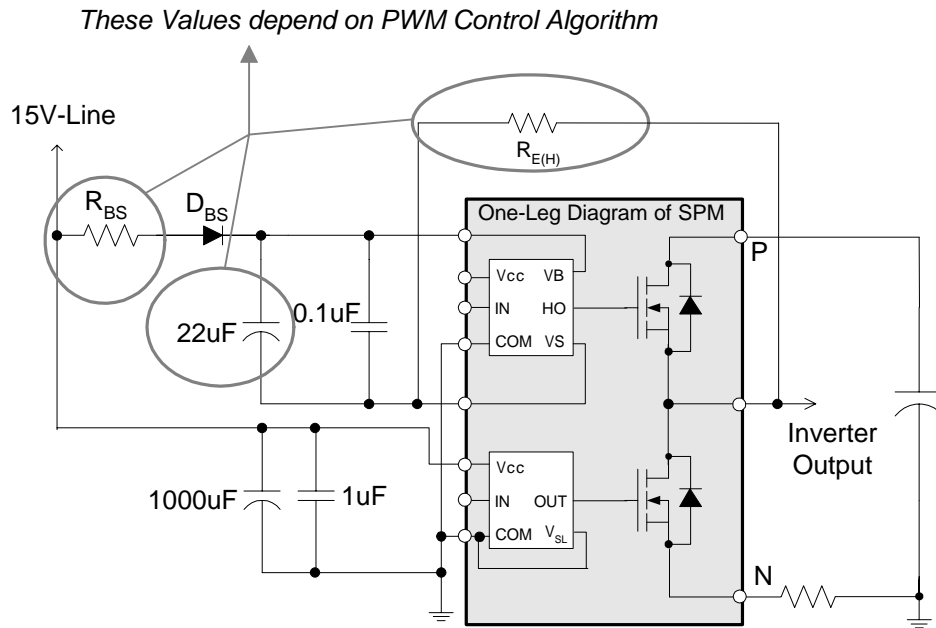 These Values depend on PWM Control Algorithm
15V-Line
R_E(H)
R_BS
D_BS
One-Leg Diagram of SPM
P
Vcc
VB
IN
HO
COM
VS
22uF
0.1uF
Inverter
Output
Vcc
IN
OUT
COM
V_SL
1000uF
1uF
N